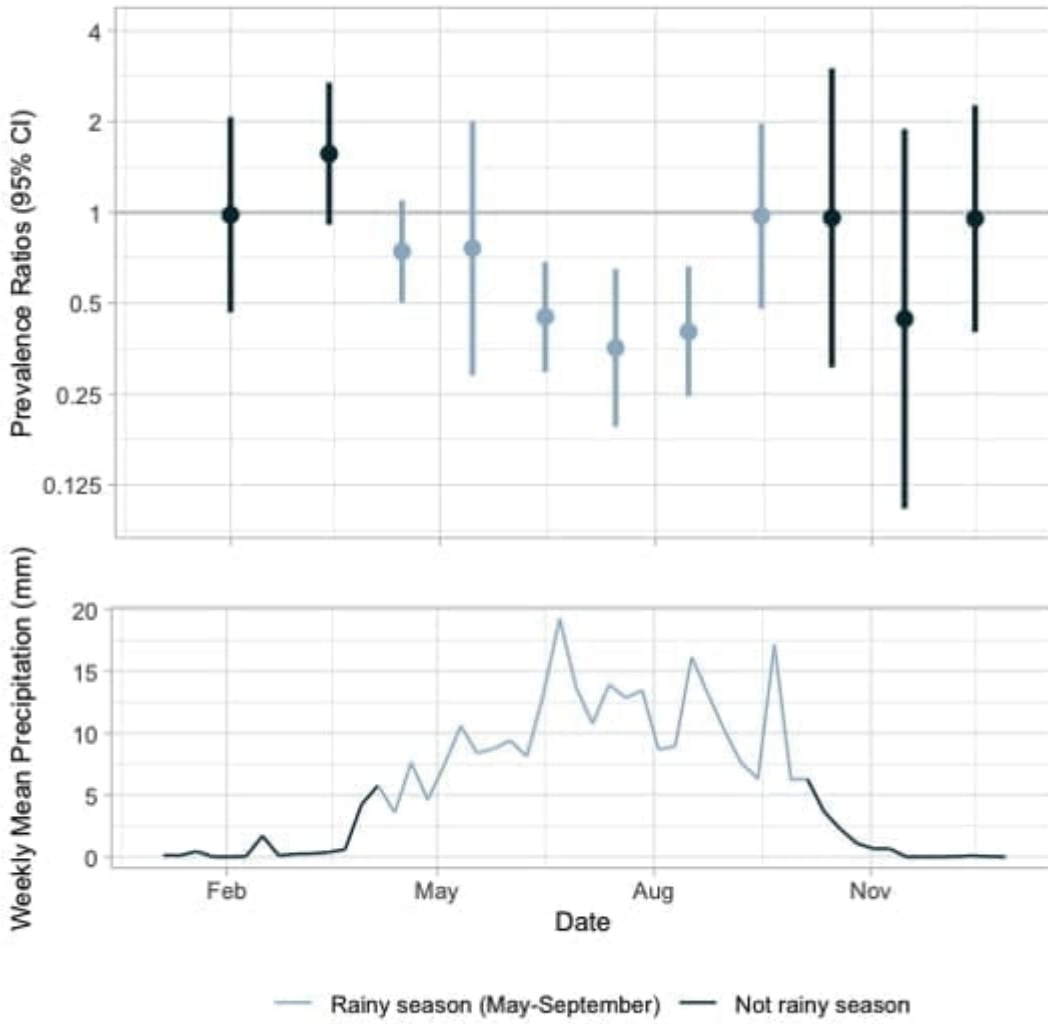 Prevalence Ratios (95% CI)
4
2
1
0.5
0.25
0.125
Weekly Mean Precipitation (mm)
20
15
10
5
0
Feb May Aug Nov
Date
Rainy season (May-September) Not rainy season